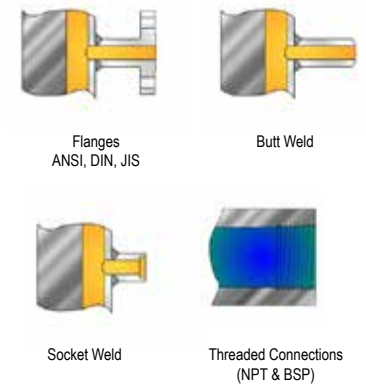 Flanges
ANSI, DIN, JIS
Butt Weld
Socket Weld
Threaded Connections
(NPT & BSP)